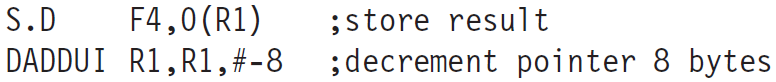 S.D F4,0(R1) ;store result
DADDUI R1,R1,#-8 ;decrement pointer 8 bytes